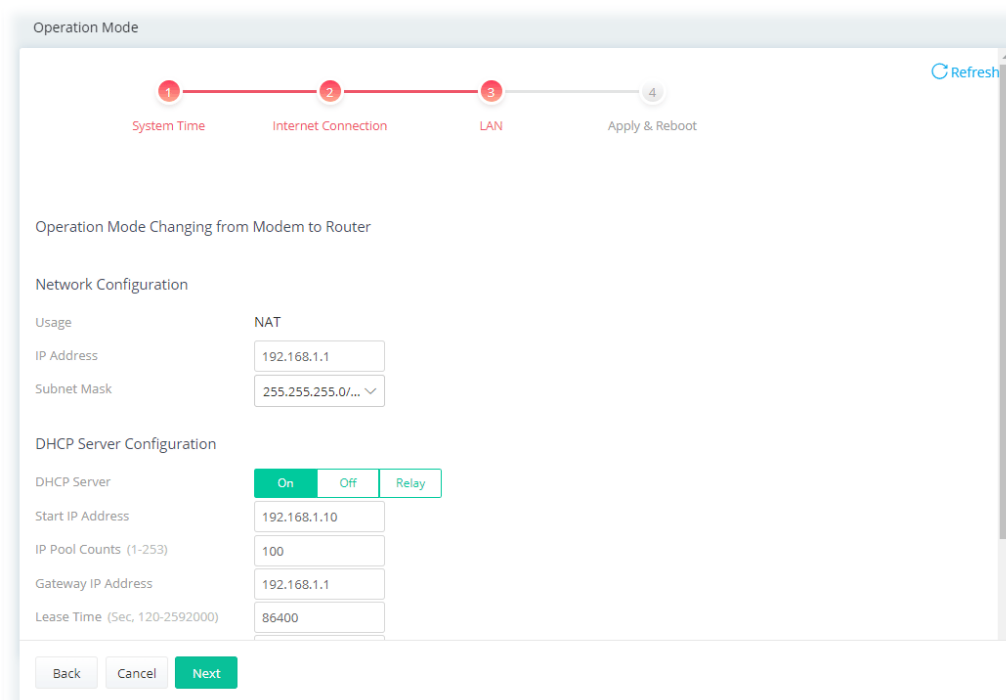 Operation Mode
Refresh
1 2 3 4
System Time Internet Connection LAN Apply & Reboot
Operation Mode Changing from Modem to Router
Network Configuration
Usage NAT
IP Address 192.168.1.1
Subnet Mask 255.255.255.0/...
DHCP Server Configuration
DHCP Server On Off Relay
Start IP Address 192.168.1.10
IP Pool Counts (1-253) 100
Gateway IP Address 192.168.1.1
Lease Time (Sec, 120-2592000) 86400
Back Cancel Next